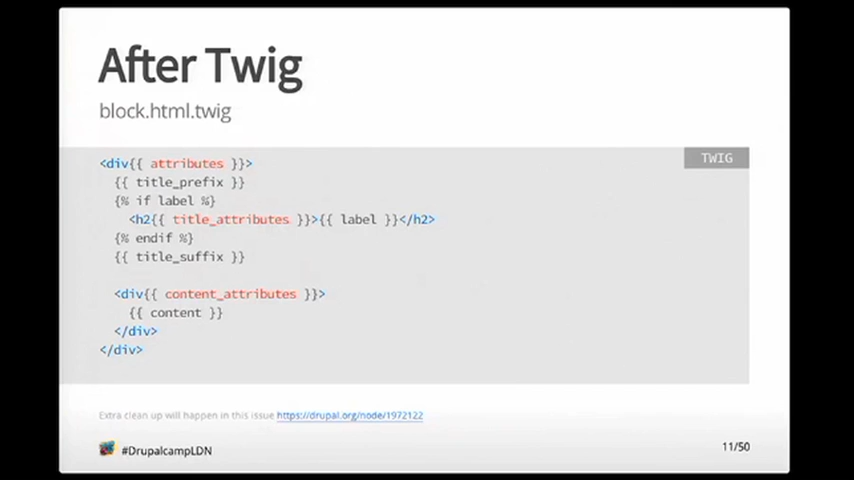 After Twig
block.html.twig
TWIG
<div{{ attributes }}>
{{ title_prefix }}
{% if label %}
<h2{{ title_attributes }}>{{ label }}</h2>
{% endif %}
{{ title_suffix }}
<div{{ content_attributes }}>
{{ content }}
</div>
</div>
Extra clean up will happen in this issue https://drupal.org/node/1972122
#DrupalcampLDN
11/50